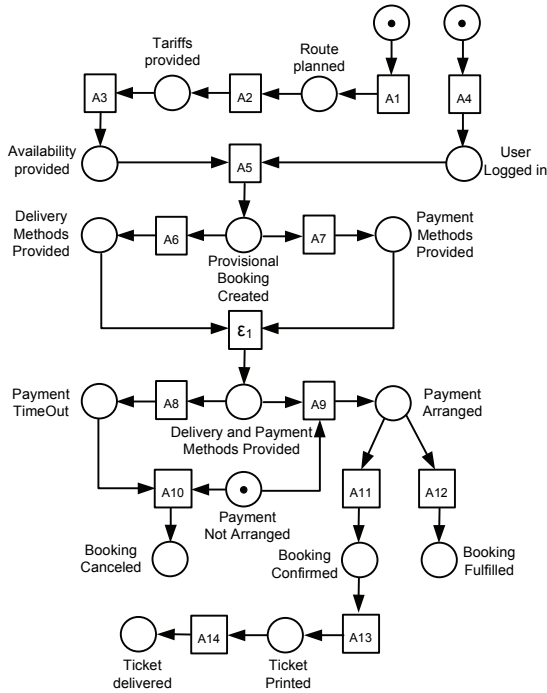 Tariffs
provided
Route
planned
A3
A2
A1
A4
Availability
provided
A5
User
Logged in
Delivery
Methods
Provided
A6
A7
Payment
Methods
Provided
Provisional
Booking
Created
ε1
Payment
TimeOut
A8
A9
Payment
Arranged
Delivery and Payment
Methods Provided
A10
A11
A12
Payment
Not Arranged
Booking
Canceled
Booking
Confirmed
Booking
Fulfilled
A14
A13
Ticket
delivered
Ticket
Printed